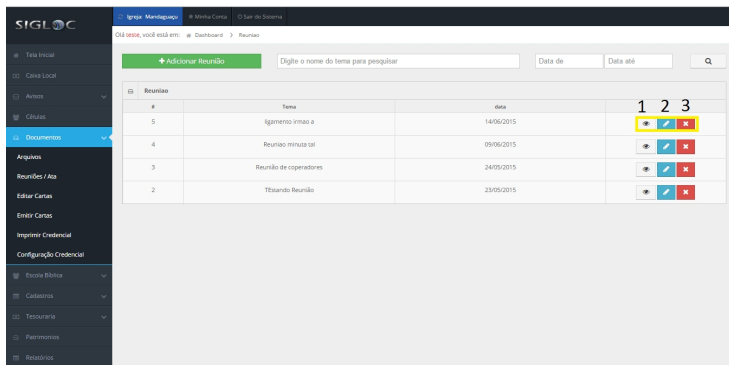 SIGLOC
Igreja Mandaguaçu
Minha Conta
Sair do Sistema
Olá teste, você está em: Dashboard > Reuniao
Tela Inicial
Caixa Local
Avisos
Células
Documentos
Arquivos
Reuniões / Ata
Editar Cartas
Emitir Cartas
Imprimir Credencial
Configuração Credencial
Escola Bíblica
Cadastros
Tesouraria
Patrimonios
Relatórios
+ Adicionar Reunião
Digite o nome do tema para pesquisar
Data de
Data até
Reuniao
# Tema data 1 2 3
5 ligamento irmao a 14/06/2015
4 Reuniao minuta tal 09/06/2015
3 Reunião de coperadores 24/05/2015
2 TEstando Reunião 23/05/2015